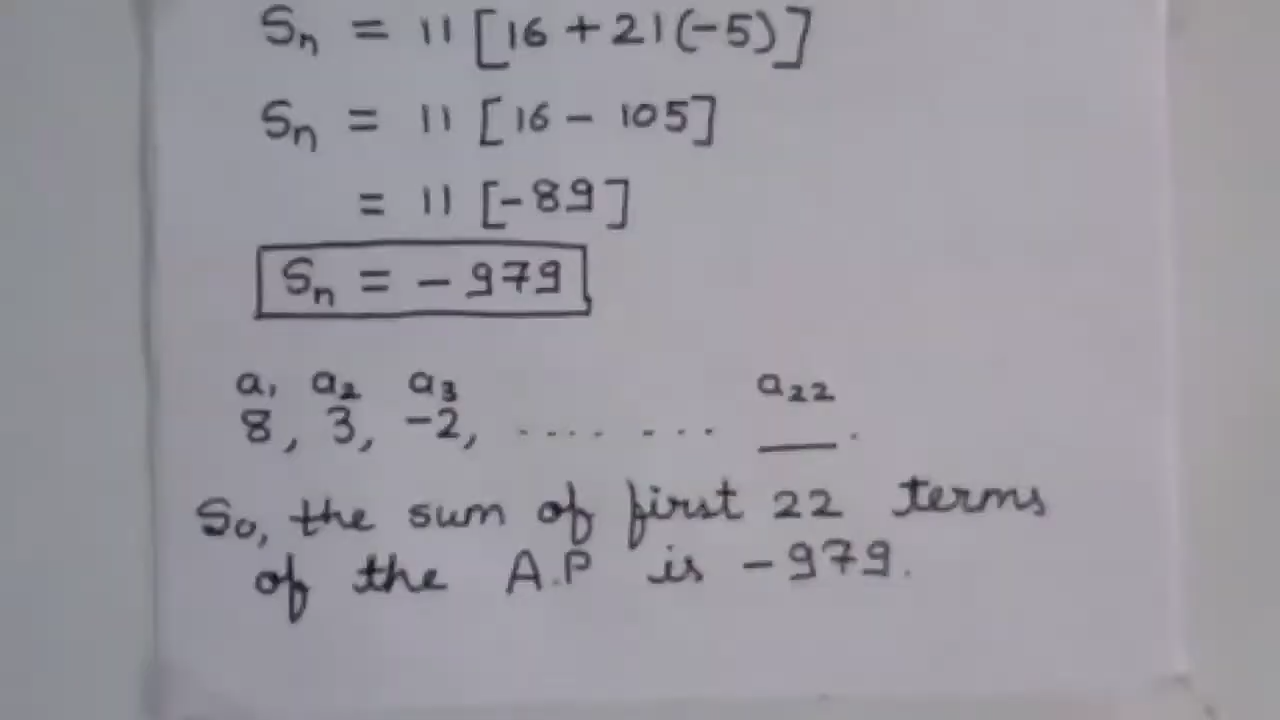 Sn = 11 [16 + 21(-5)]
Sn = 11 [16 - 105]
= 11 [-89]
Sn = - 979
a1 a2 a3 a22
8, 3, -2, .... ... ___.
So, the sum of first 22 terms
of the A.P is -979.